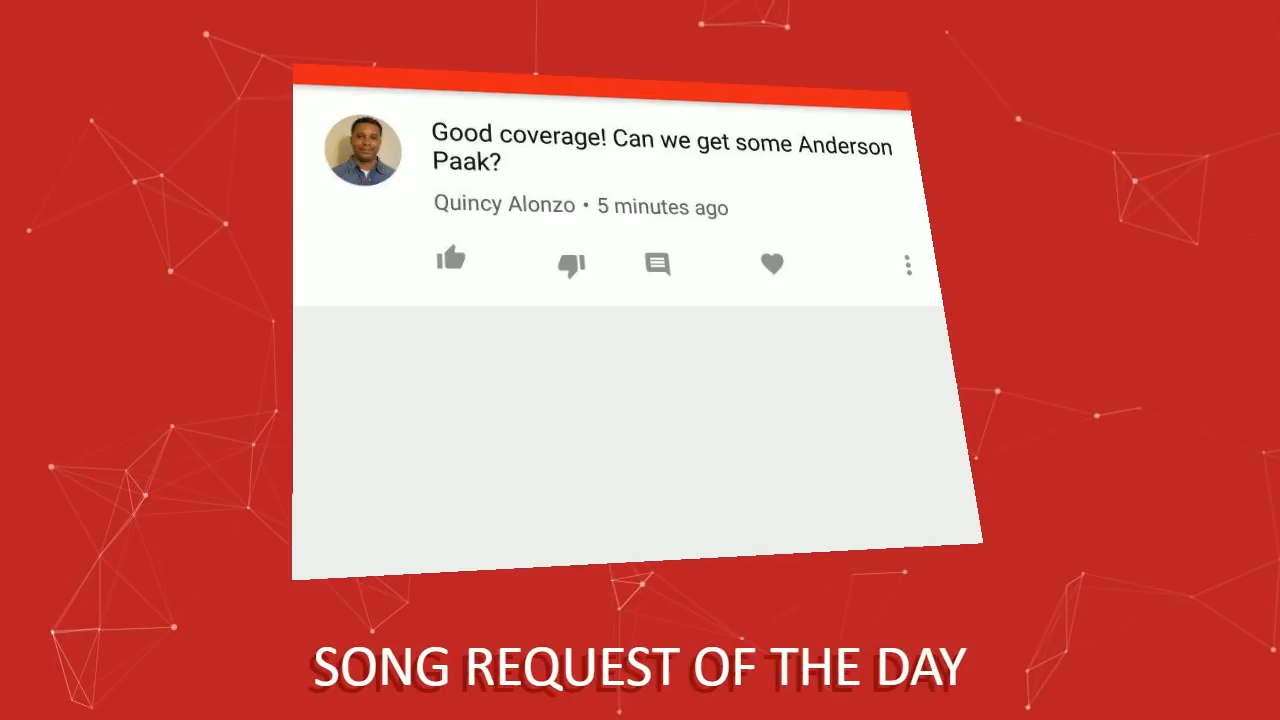 Good coverage! Can we get some Anderson
Paak?
Quincy Alonzo • 5 minutes ago
SONG REQUEST OF THE DAY